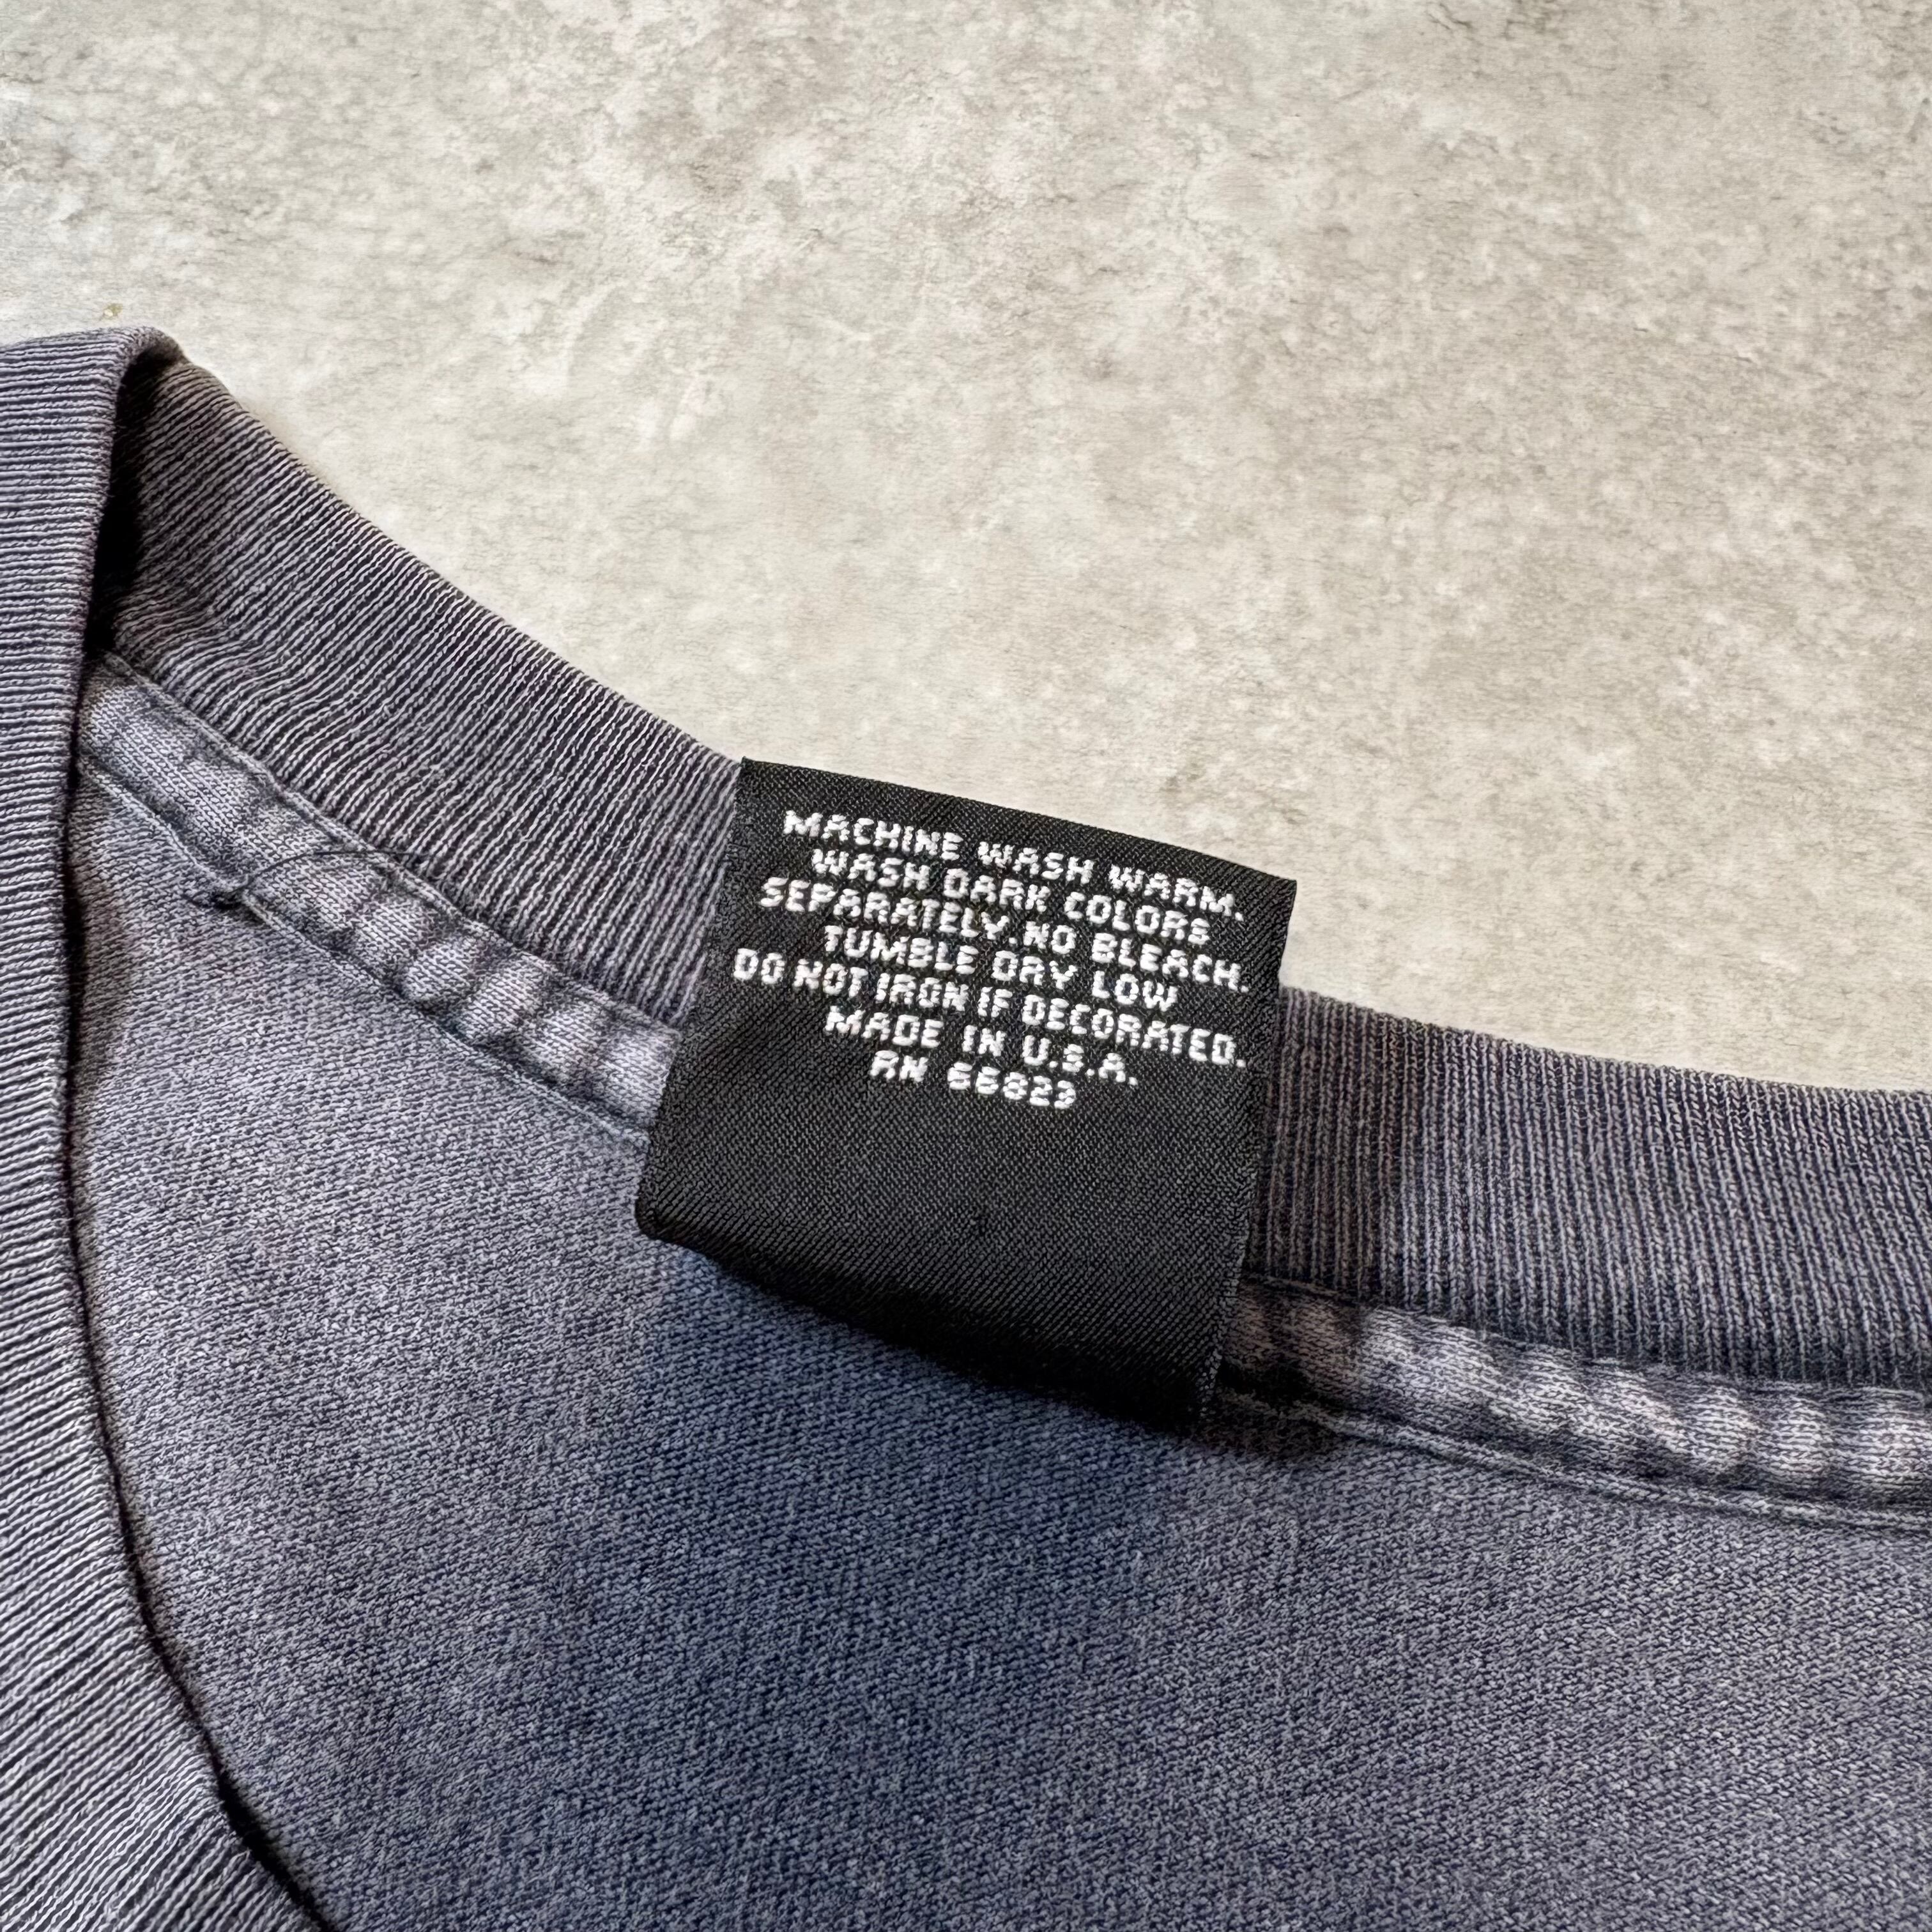 MACHINE WASH WARM.
WASH DARK COLORS
SEPARATELY.NO BLEACH.
TUMBLE DRY LOW
DO NOT IRON IF DECORATED.
MADE IN U.S.A.
RN